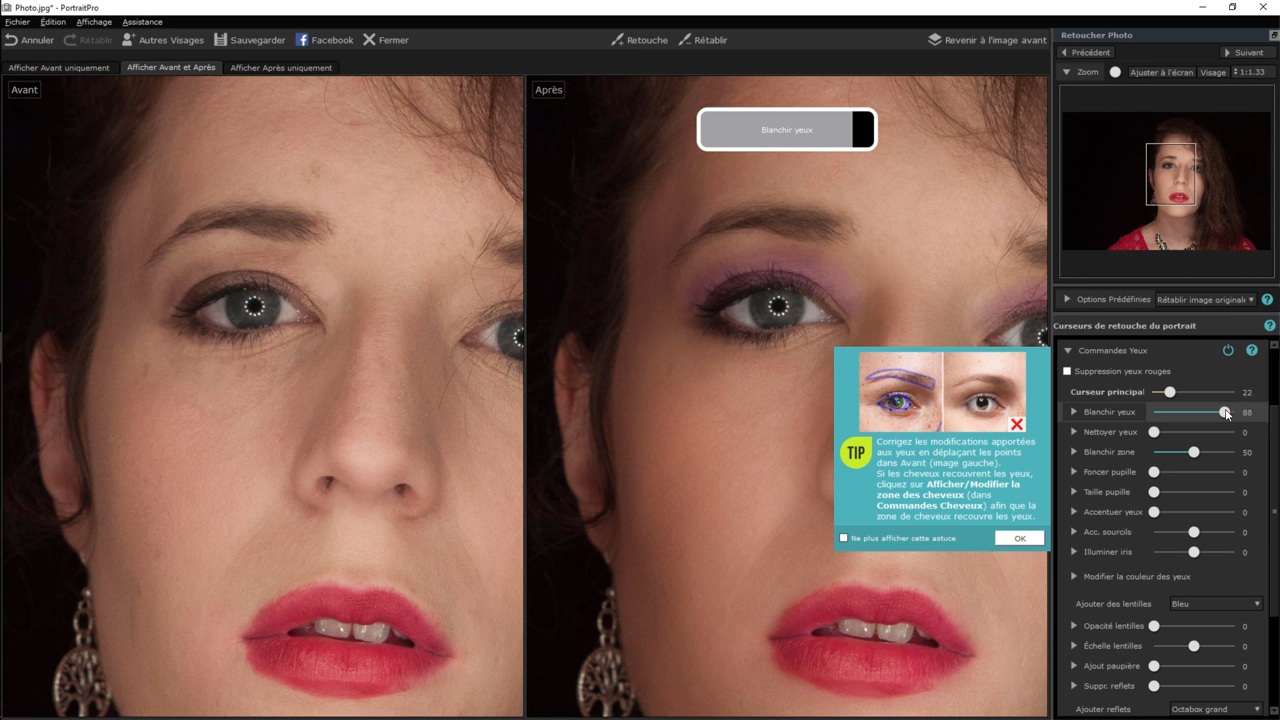 Photo.jpg* - PortraitPro
Fichier Édition Affichage Assistance
Annuler Rétablir Autres Visages Sauvegarder Facebook Fermer Retouche Rétablir Revenir à l'image avant
Afficher Avant uniquement Afficher Avant et Après Afficher Après uniquement
Avant
Après
Blanchir yeux
Corrigez les modifications apportées
aux yeux en déplaçant les points
dans Avant (image gauche).
Si les cheveux recouvrent les yeux,
cliquez sur Afficher/Modifier la
zone des cheveux (dans
Commandes Cheveux) afin que la
zone de cheveux recouvre les yeux.
TIP
Ne plus afficher cette astuce OK
Retoucher Photo
Précédent Suivant
Zoom Ajuster à l'écran Visage 1:1.33
Options Prédéfinies Rétablir image original ?
Curseurs de retouche du portrait ?
Commandes Yeux ?
Suppression yeux rouges
Curseur principal 22
Blanchir yeux 88
Nettoyer yeux 0
Blanchir zone 50
Foncer pupille 0
Taille pupille 0
Accentuer yeux 0
Acc. sourcils 0
Illuminer iris 0
Modifier la couleur des yeux
Ajouter des lentilles Bleu
Opacité lentilles 0
Échelle lentilles 0
Ajout paupière 0
Suppr. reflets 0
Ajouter reflets Octabox grand